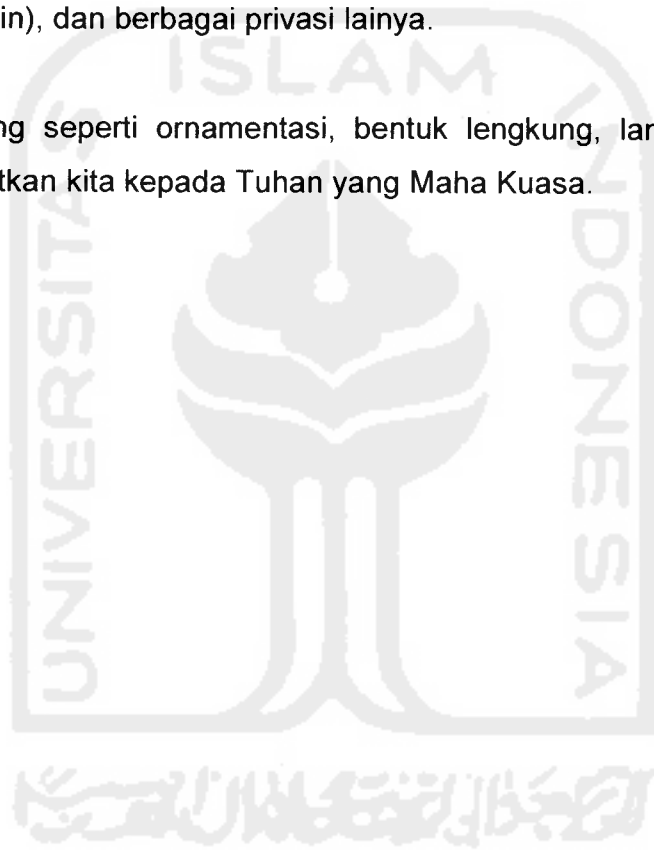 in), dan berbagai privasi lainya.
ISLAM
ng seperti ornamentasi, bentuk lengkung, lar
tkan kita kepada Tuhan yang Maha Kuasa.
UNIVERSITAS
INDONESIA